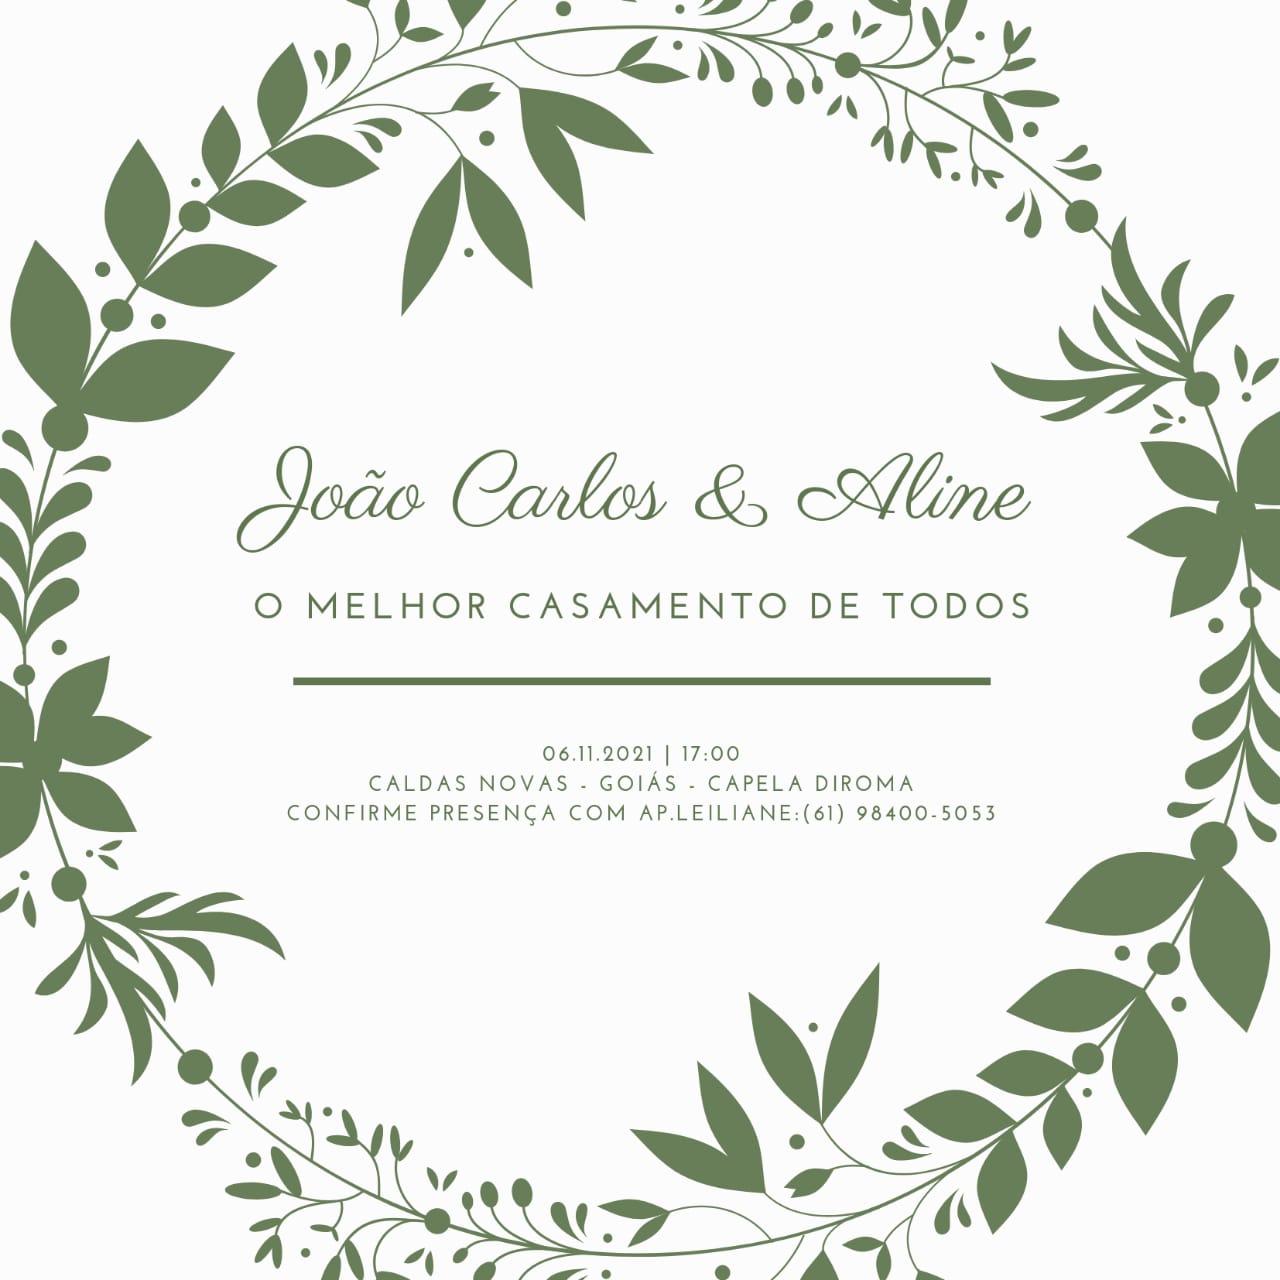 João Carlos & Aline
O MELHOR CASAMENTO DE TODOS
06.11.2021 | 17:00
CALDAS NOVAS - GOIÁS - CAPELA DIROMA
CONFIRME PRESENÇA COM AP.LEILIANE:(61) 98400-5053